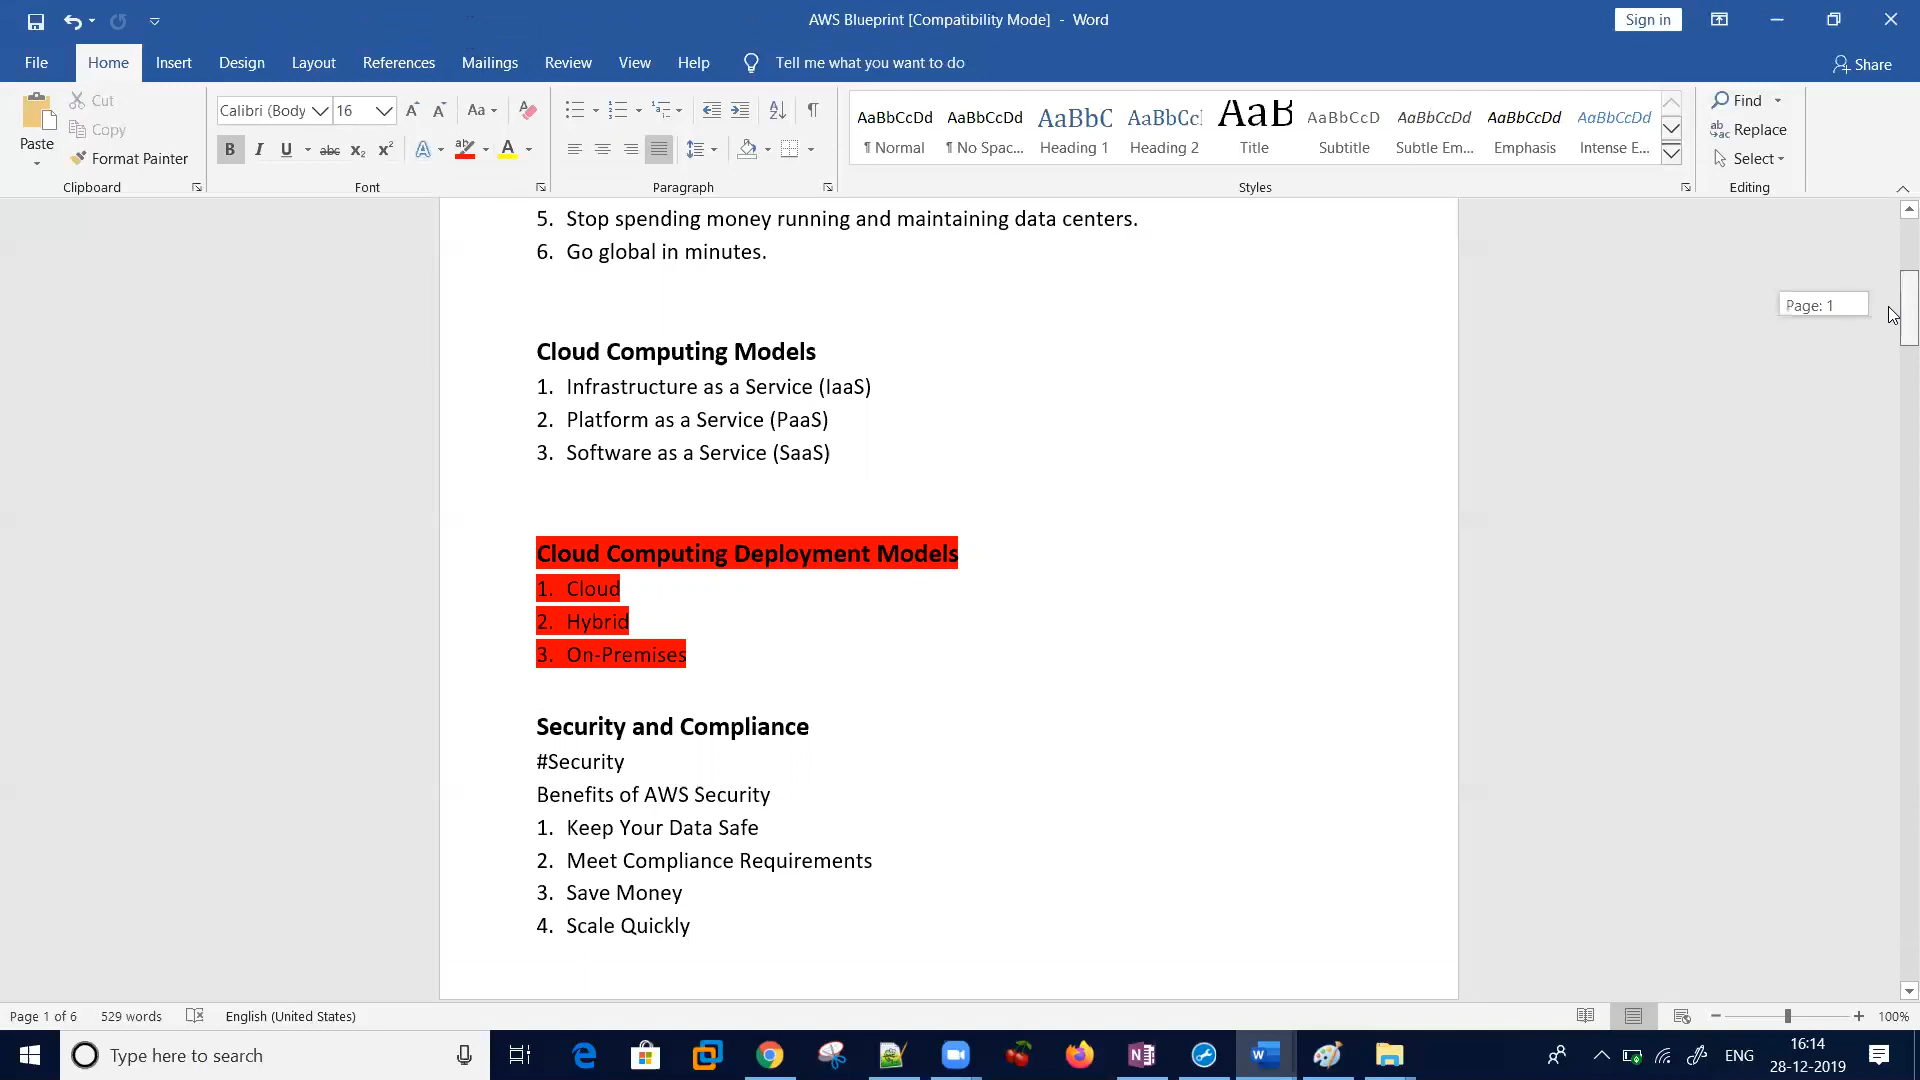 AWS Blueprint [Compatibility Mode] - Word
Sign in
File Home Insert Design Layout References Mailings Review View Help Tell me what you want to do Share
Paste
Cut
Copy
Format Painter
Clipboard
Calibri (Body 16
Aa
B I U abc x₂ x² A ab A
Font
Paragraph
AaBbCcDd AaBbCcDd AaBbC AaBbCc AaB AaBbCcD AaBbCcDd AaBbCcDd AaBbCcDd
¶ Normal ¶ No Spac... Heading 1 Heading 2 Title Subtitle Subtle Em... Emphasis Intense E...
Styles
Find
Replace
Select
Editing
5. Stop spending money running and maintaining data centers.
6. Go global in minutes.
Page: 1
Cloud Computing Models
1. Infrastructure as a Service (IaaS)
2. Platform as a Service (PaaS)
3. Software as a Service (SaaS)
Cloud Computing Deployment Models
1. Cloud
2. Hybrid
3. On-Premises
Security and Compliance
#Security
Benefits of AWS Security
1. Keep Your Data Safe
2. Meet Compliance Requirements
3. Save Money
4. Scale Quickly
Page 1 of 6 529 words English (United States) 100%
Type here to search
ENG
16:14
28-12-2019